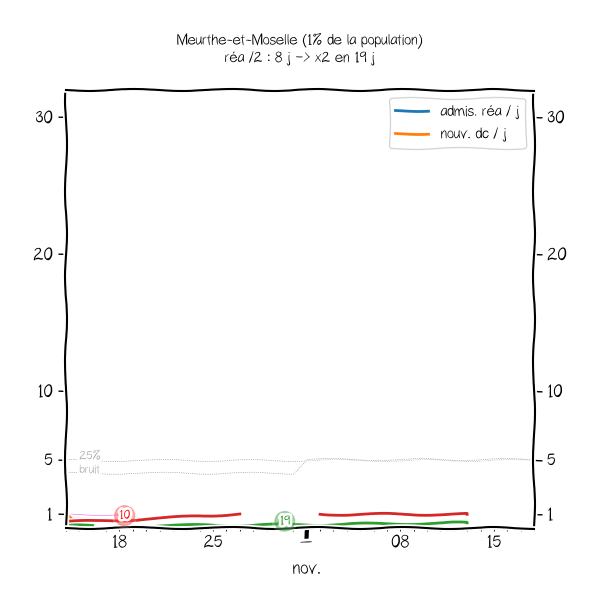 Meurthe-et-Moselle (1% de la population)
réa /2 : 8 j -> x2 en 19 j
admis. réa / j
nouv. dc / j
30 30
20 20
10 10
5 25% 5
bruit
1 10 19 1
18 25 1 08 15
nov.